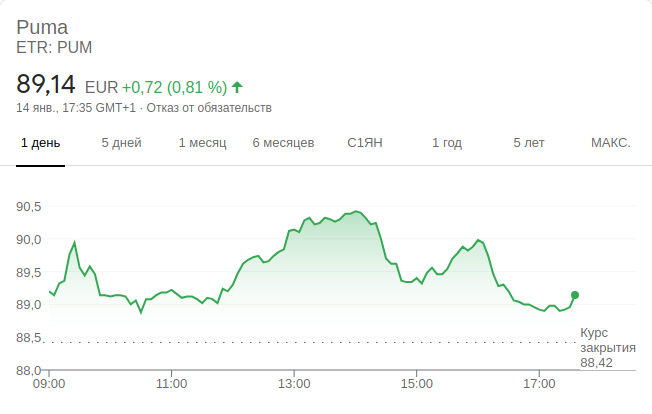 Puma
ETR: PUM
89,14 EUR +0,72 (0,81 %)
14 янв., 17:35 GMT+1 · Отказ от обязательств
1 день 5 дней 1 месяц 6 месяцев С1ЯН 1 год 5 лет МАКС.
90,5
90,0
89,5
89,0
88,5
88,0
Курс
закрытия
88,42
09:00 11:00 13:00 15:00 17:00